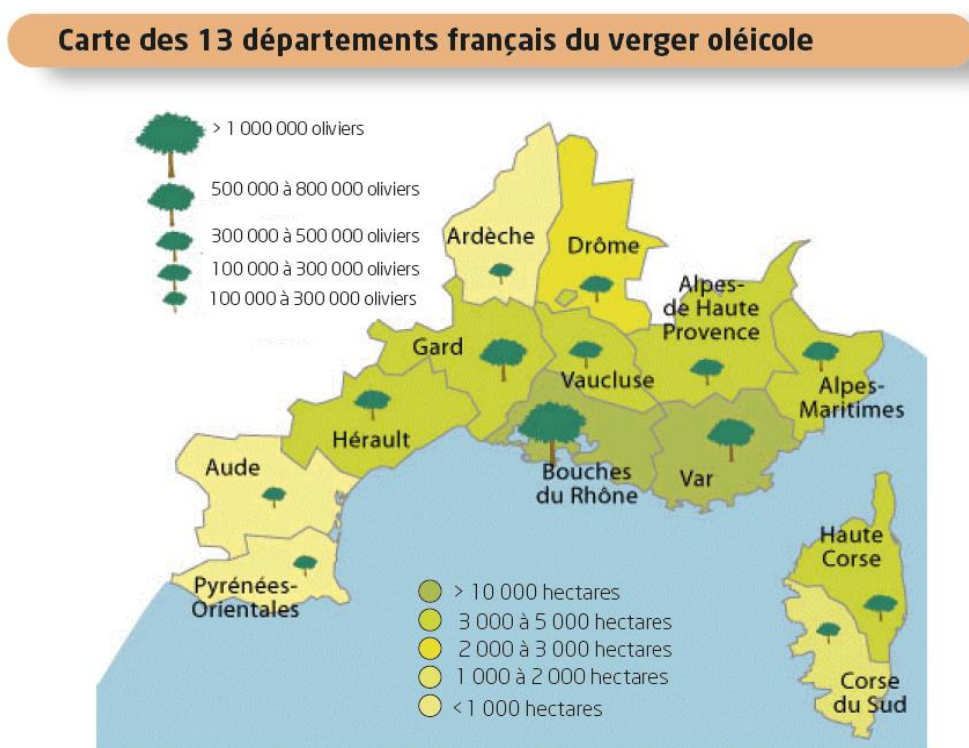 Carte des 13 départements français du verger oléicole
> 1 000 000 oliviers
500 000 à 800 000 oliviers
300 000 à 500 000 oliviers
100 000 à 300 000 oliviers
100 000 à 300 000 oliviers
Ardèche
Drôme
Alpes-
de Haute
Provence
Gard
Vaucluse
Alpes-
Maritimes
Hérault
Aude
Bouches
du Rhône
Var
Haute
Corse
Pyrénées-
Orientales
Corse
du Sud
> 10 000 hectares
3 000 à 5 000 hectares
2 000 à 3 000 hectares
1 000 à 2 000 hectares
< 1 000 hectares